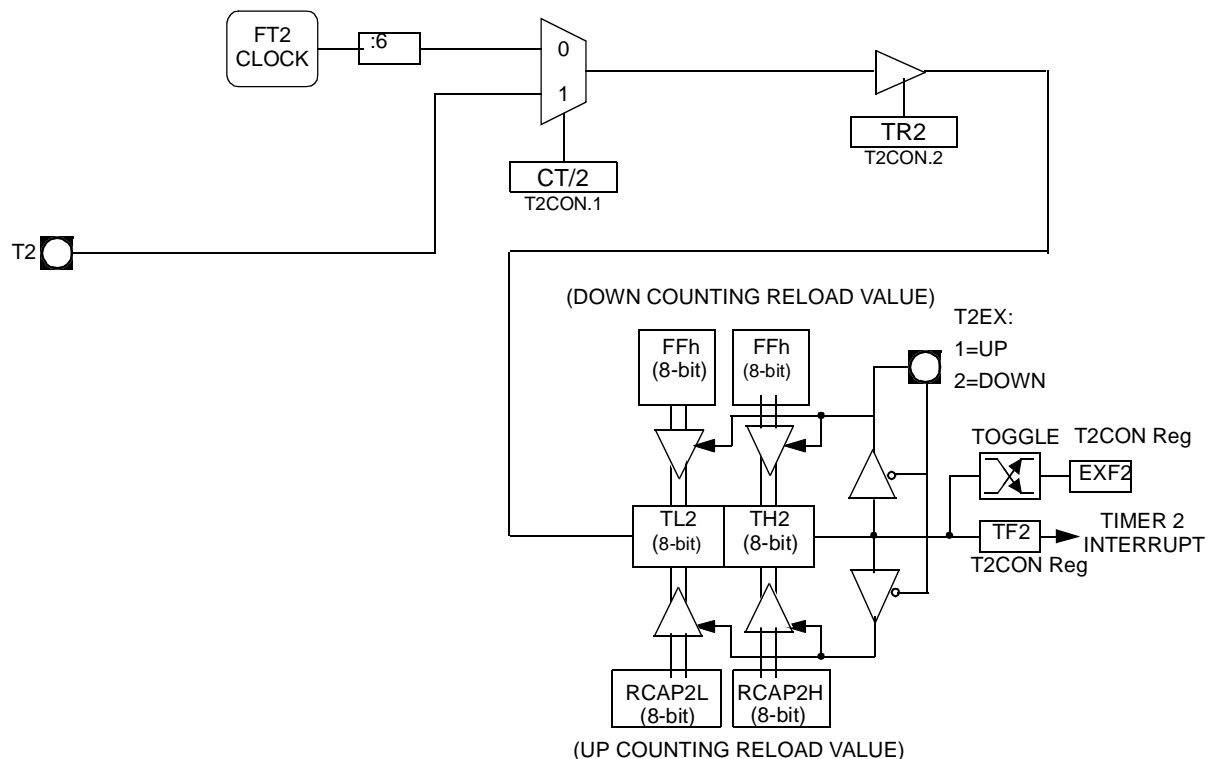 FT2
CLOCK
:6
0
1
TR2
T2CON.2
CT/2
T2CON.1
T2
(DOWN COUNTING RELOAD VALUE)
T2EX:
1=UP
2=DOWN
FFh
(8-bit)
FFh
(8-bit)
TOGGLE
T2CON Reg
EXF2
TL2
(8-bit)
TH2
(8-bit)
TF2
TIMER 2
INTERRUPT
T2CON Reg
RCAP2L
(8-bit)
RCAP2H
(8-bit)
(UP COUNTING RELOAD VALUE)